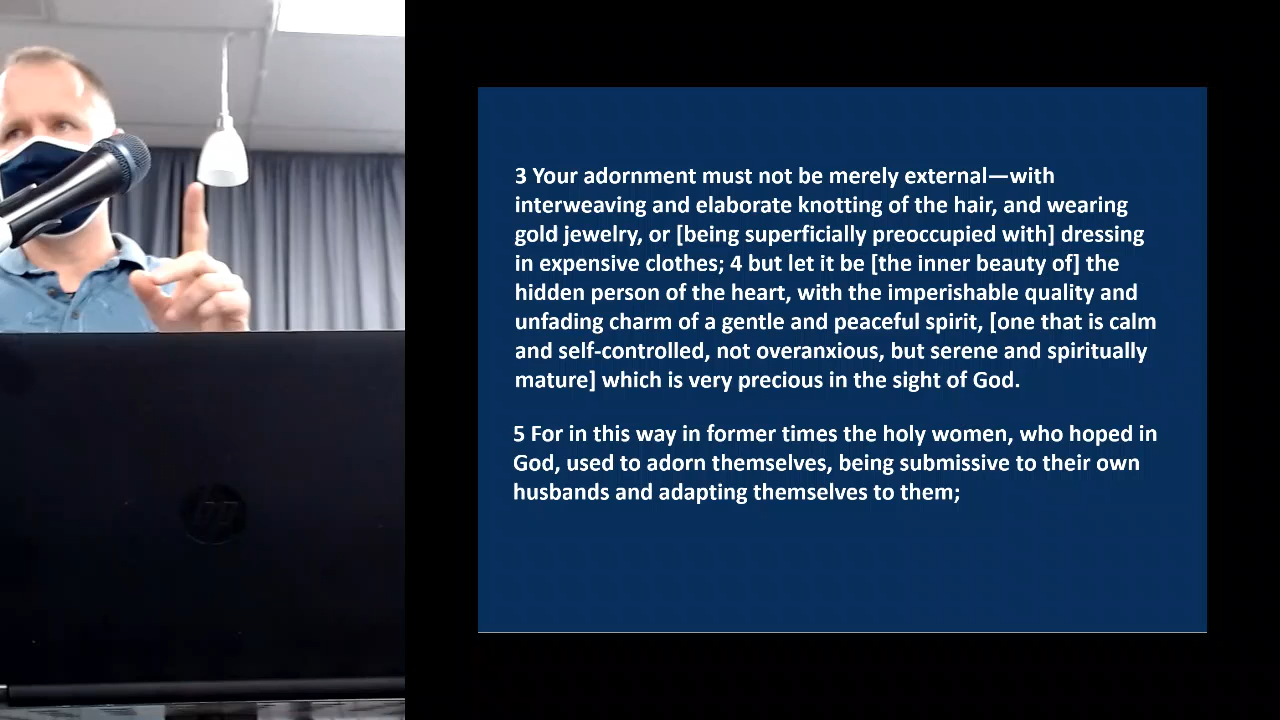 3 Your adornment must not be merely external—with
interweaving and elaborate knotting of the hair, and wearing
gold jewelry, or [being superficially preoccupied with] dressing
in expensive clothes; 4 but let it be [the inner beauty of] the
hidden person of the heart, with the imperishable quality and
unfading charm of a gentle and peaceful spirit, [one that is calm
and self-controlled, not overanxious, but serene and spiritually
mature] which is very precious in the sight of God.
5 For in this way in former times the holy women, who hoped in
God, used to adorn themselves, being submissive to their own
husbands and adapting themselves to them;
hp